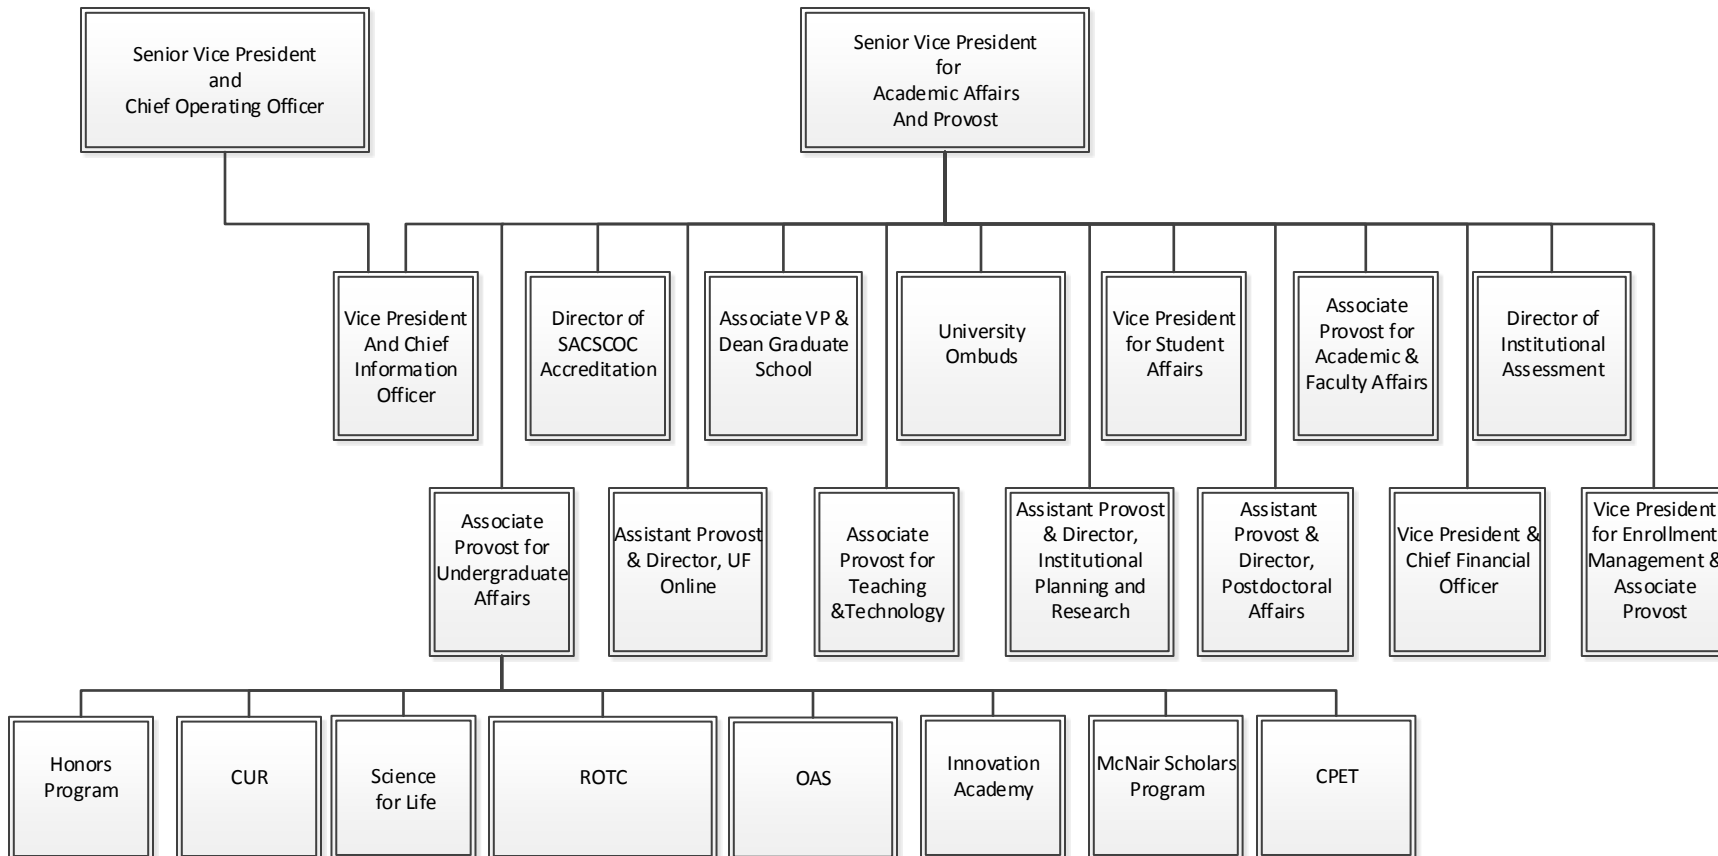 Senior Vice President
and
Chief Operating Officer
Senior Vice President
for
Academic Affairs
And Provost
Vice President
And Chief
Information
Officer
Director of
SACSCOC
Accreditation
Associate VP &
Dean Graduate
School
University
Ombuds
Vice President
for Student
Affairs
Associate
Provost for
Academic &
Faculty Affairs
Director of
Institutional
Assessment
Associate
Provost for
Undergraduate
Affairs
Assistant Provost
& Director, UF
Online
Associate
Provost for
Teaching
&Technology
Assistant Provost
& Director,
Institutional
Planning and
Research
Assistant
Provost &
Director,
Postdoctoral
Affairs
Vice President &
Chief Financial
Officer
Vice President
for Enrollment
Management &
Associate
Provost
Honors
Program
CUR
Science
for Life
ROTC
OAS
Innovation
Academy
McNair Scholars
Program
CPET